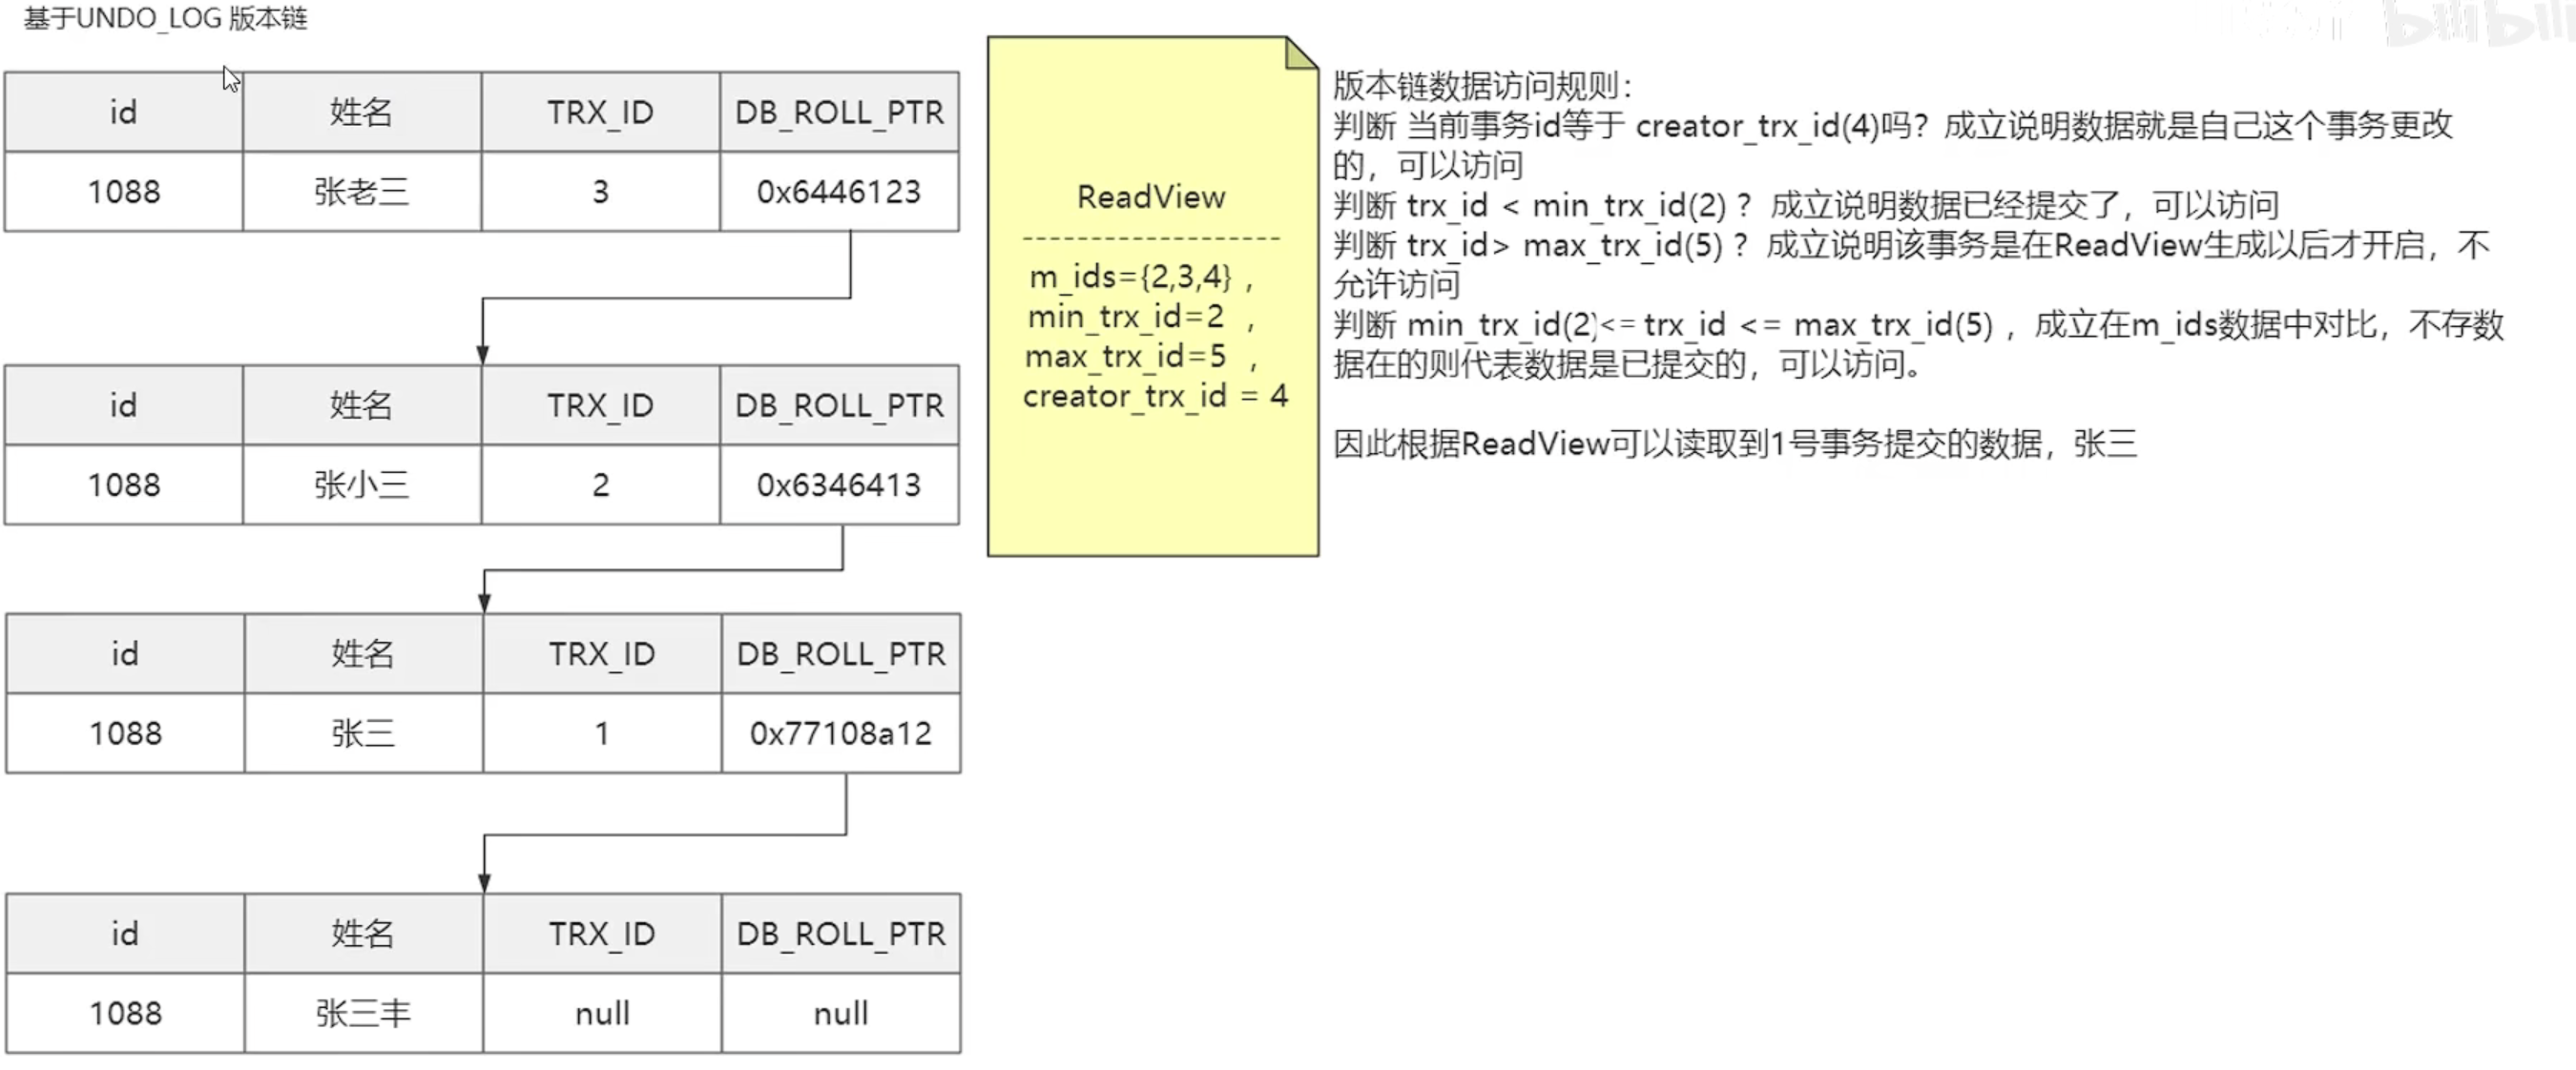 基于UNDO_LOG 版本链
id 姓名 TRX_ID DB_ROLL_PTR
1088 张老三 3 0x6446123
id 姓名 TRX_ID DB_ROLL_PTR
1088 张小三 2 0x6346413
id 姓名 TRX_ID DB_ROLL_PTR
1088 张三 1 0x77108a12
id 姓名 TRX_ID DB_ROLL_PTR
1088 张三丰 null null
ReadView
--------------------
m_ids={2,3,4} ,
min_trx_id=2 ,
max_trx_id=5 ,
creator_trx_id = 4
版本链数据访问规则：
判断 当前事务id等于 creator_trx_id(4)吗？成立说明数据就是自己这个事务更改
的，可以访问
判断 trx_id < min_trx_id(2) ？成立说明数据已经提交了，可以访问
判断 trx_id> max_trx_id(5) ？成立说明该事务是在ReadView生成以后才开启，不
允许访问
判断 min_trx_id(2)<= trx_id <= max_trx_id(5) ，成立在m_ids数据中对比，不存数
据在的则代表数据是已提交的，可以访问。
因此根据ReadView可以读取到1号事务提交的数据，张三
bilibili